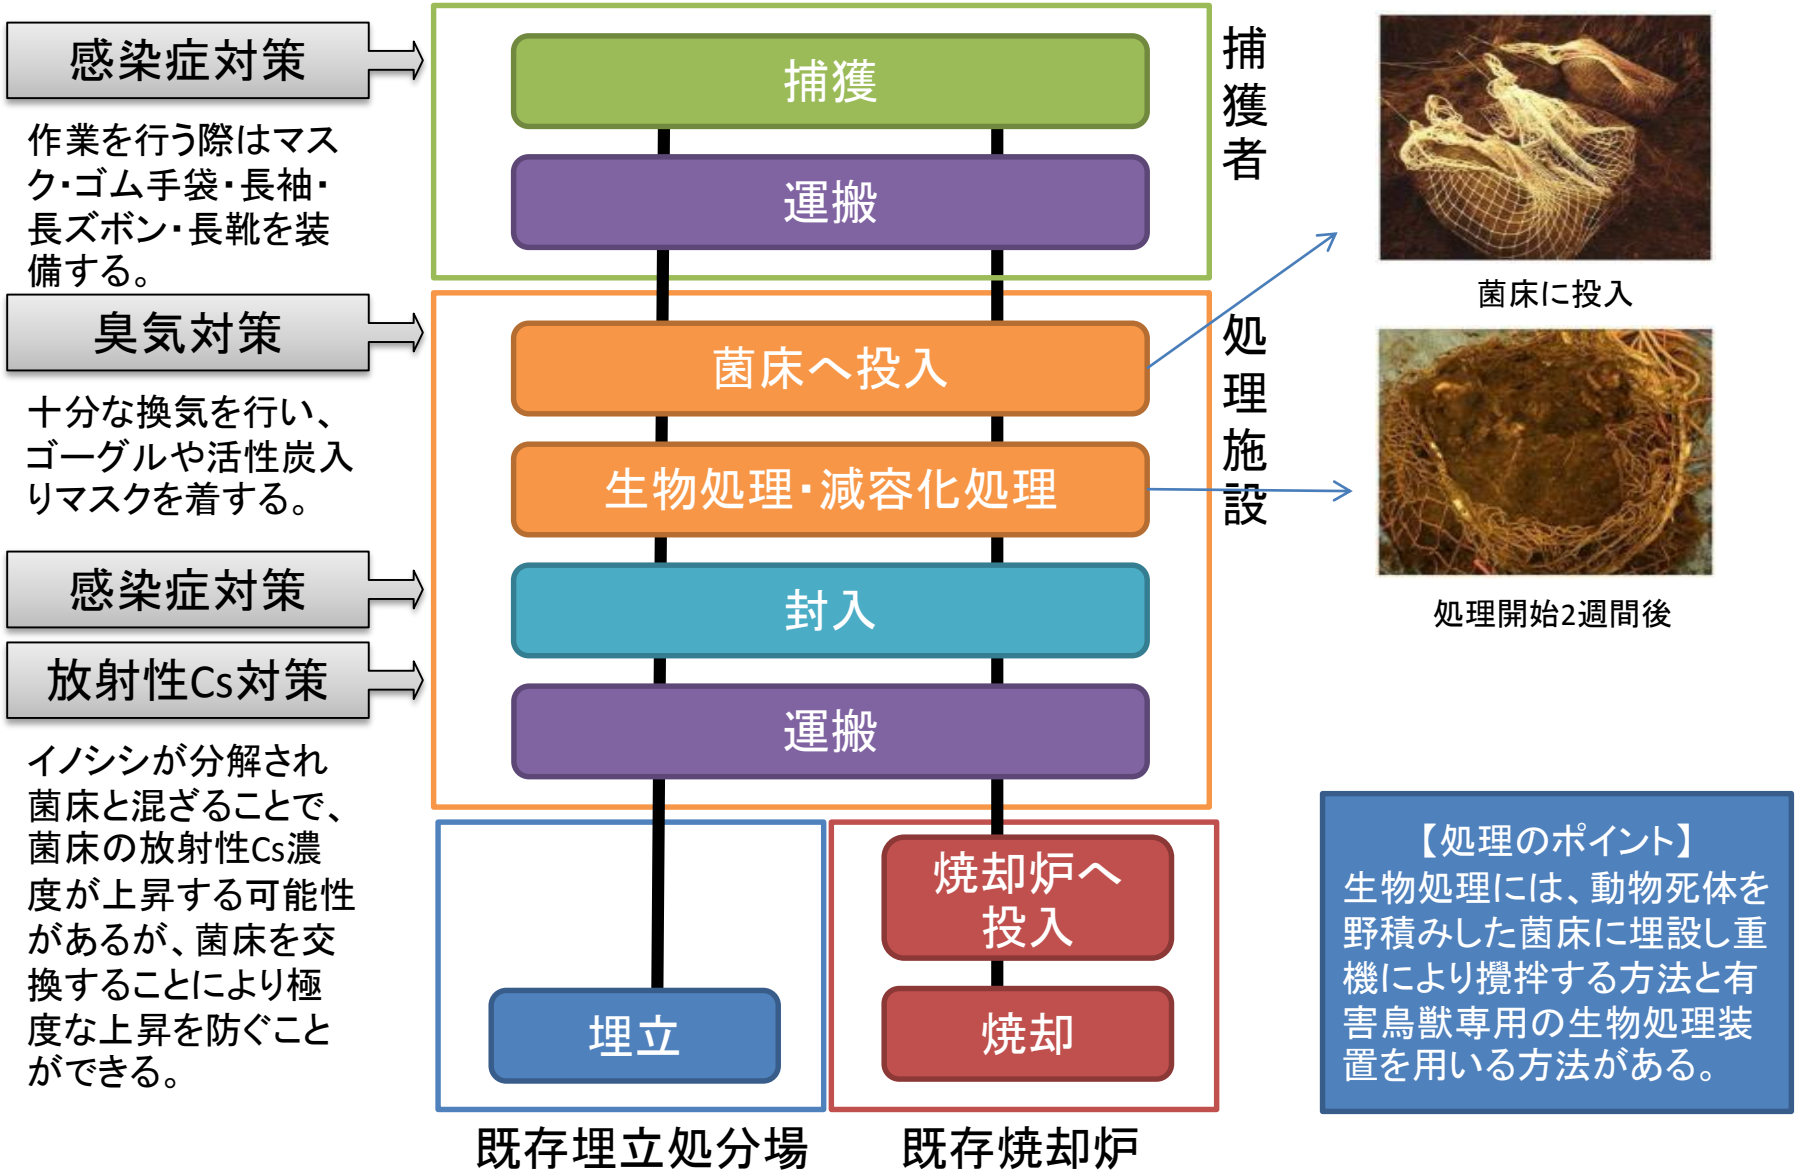 感染症対策
作業を行う際はマス
ク・ゴム手袋・長袖・
長ズボン・長靴を装
備する。
臭気対策
十分な換気を行い、
ゴーグルや活性炭入
りマスクを着する。
感染症対策
放射性Cs対策
イノシシが分解され
菌床と混ざることで、
菌床の放射性Cs濃
度が上昇する可能性
があるが、菌床を交
換することにより極
度な上昇を防ぐこと
ができる。
捕獲
運搬
捕獲者
菌床へ投入
生物処理・減容化処理
封入
運搬
処理施設
埋立
既存埋立処分場
焼却炉へ
投入
焼却
既存焼却炉
菌床に投入
処理開始2週間後
【処理のポイント】
生物処理には、動物死体を
野積みした菌床に埋設し重
機により攪拌する方法と有
害鳥獣専用の生物処理装
置を用いる方法がある。